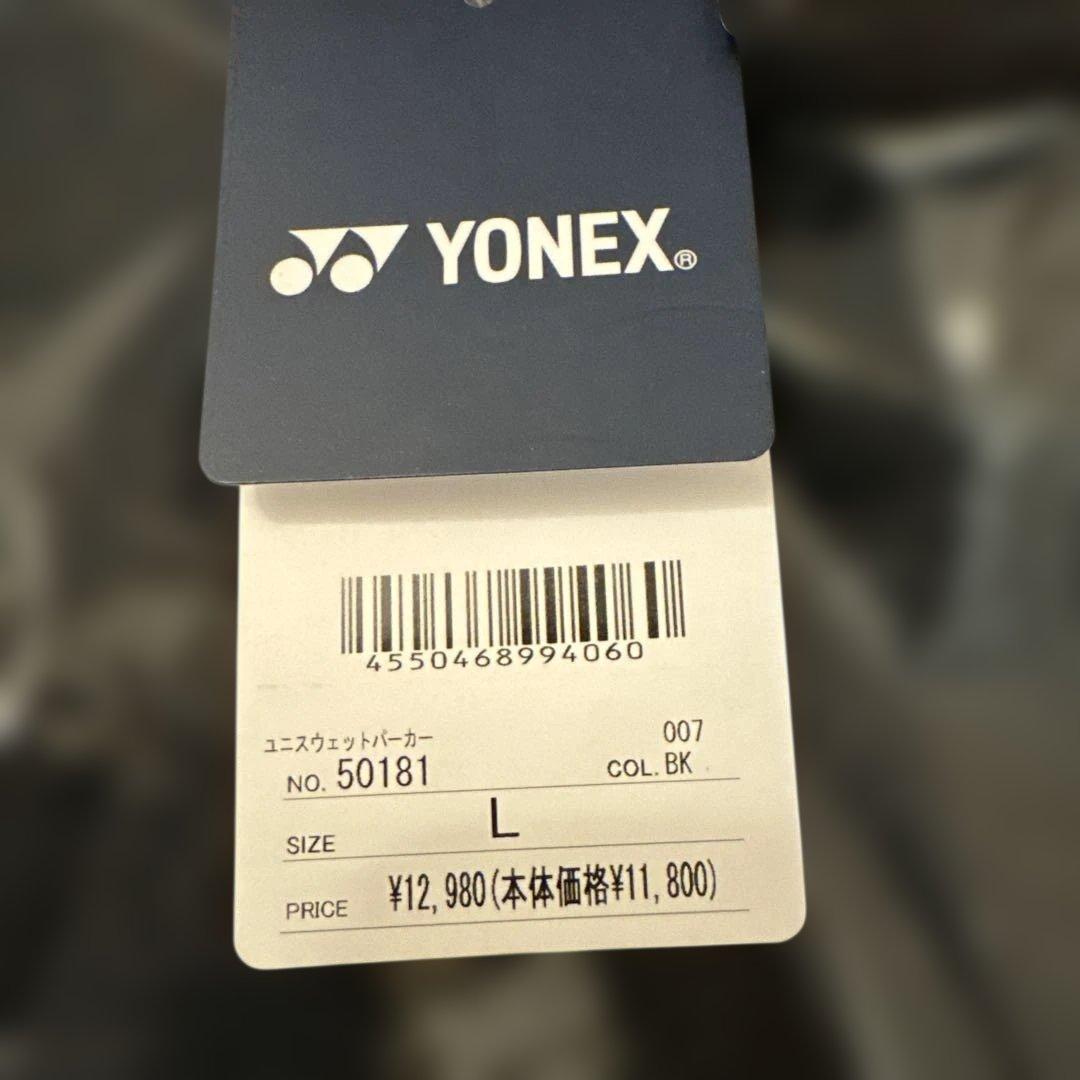 YONEX®
4550468994060
ユニスウェットパーカー 007
NO. 50181 COL. BK
SIZE L
PRICE ¥12,980(本体価格¥11,800)